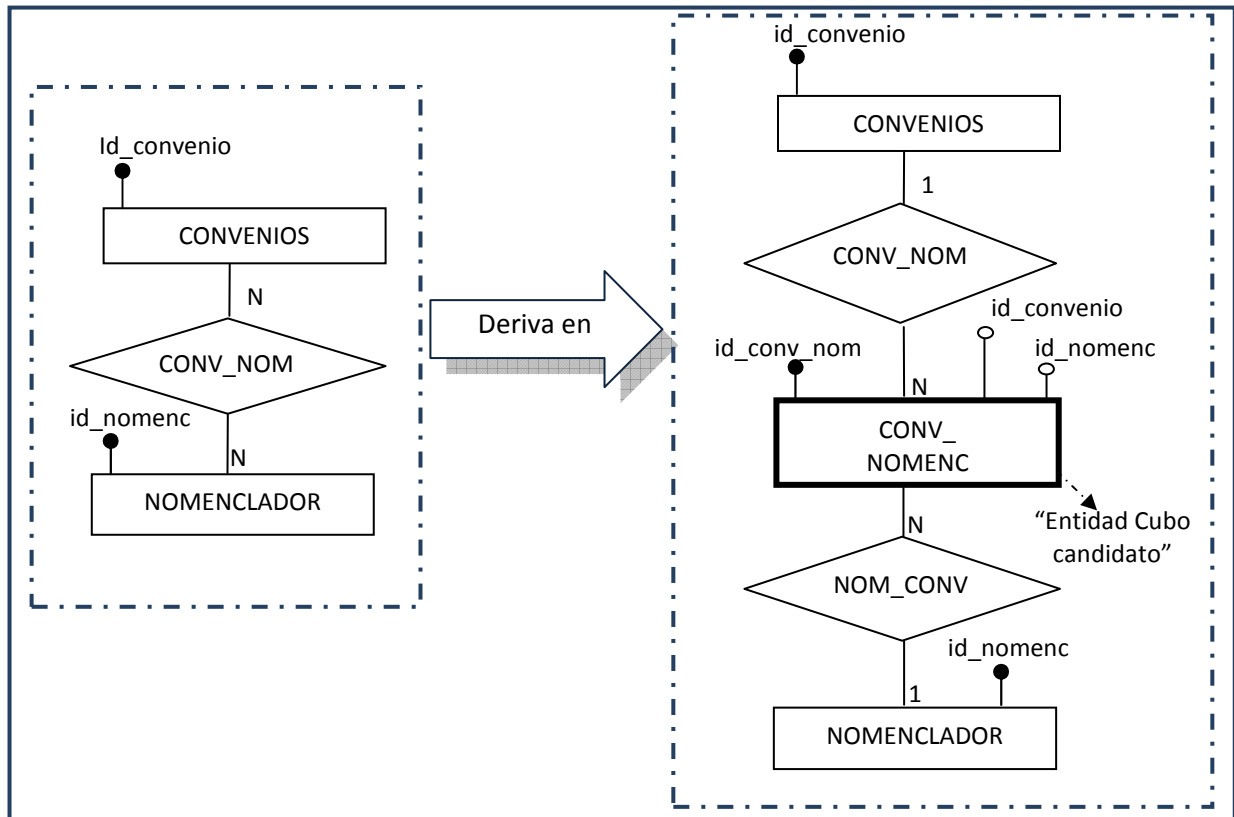 Id_convenio
CONVENIOS
N
CONV_NOM
id_nomenc
N
NOMENCLADOR
Deriva en
id_convenio
CONVENIOS
1
CONV_NOM
id_convenio
id_conv_nom
id_nomenc
N
CONV_
NOMENC
N
“Entidad Cubo
candidato”
NOM_CONV
id_nomenc
1
NOMENCLADOR